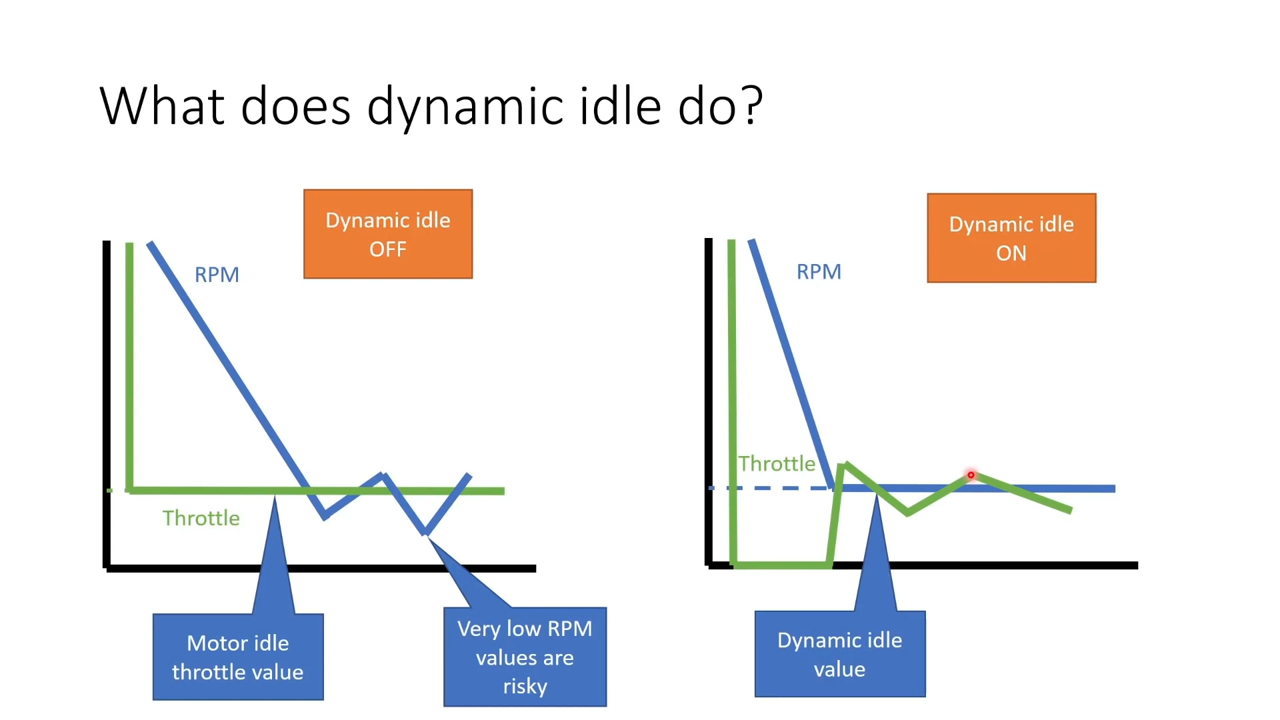 What does dynamic idle do?
Dynamic idle
OFF
RPM
Throttle
Motor idle
throttle value
Very low RPM
values are
risky
Dynamic idle
ON
RPM
Throttle
Dynamic idle
value